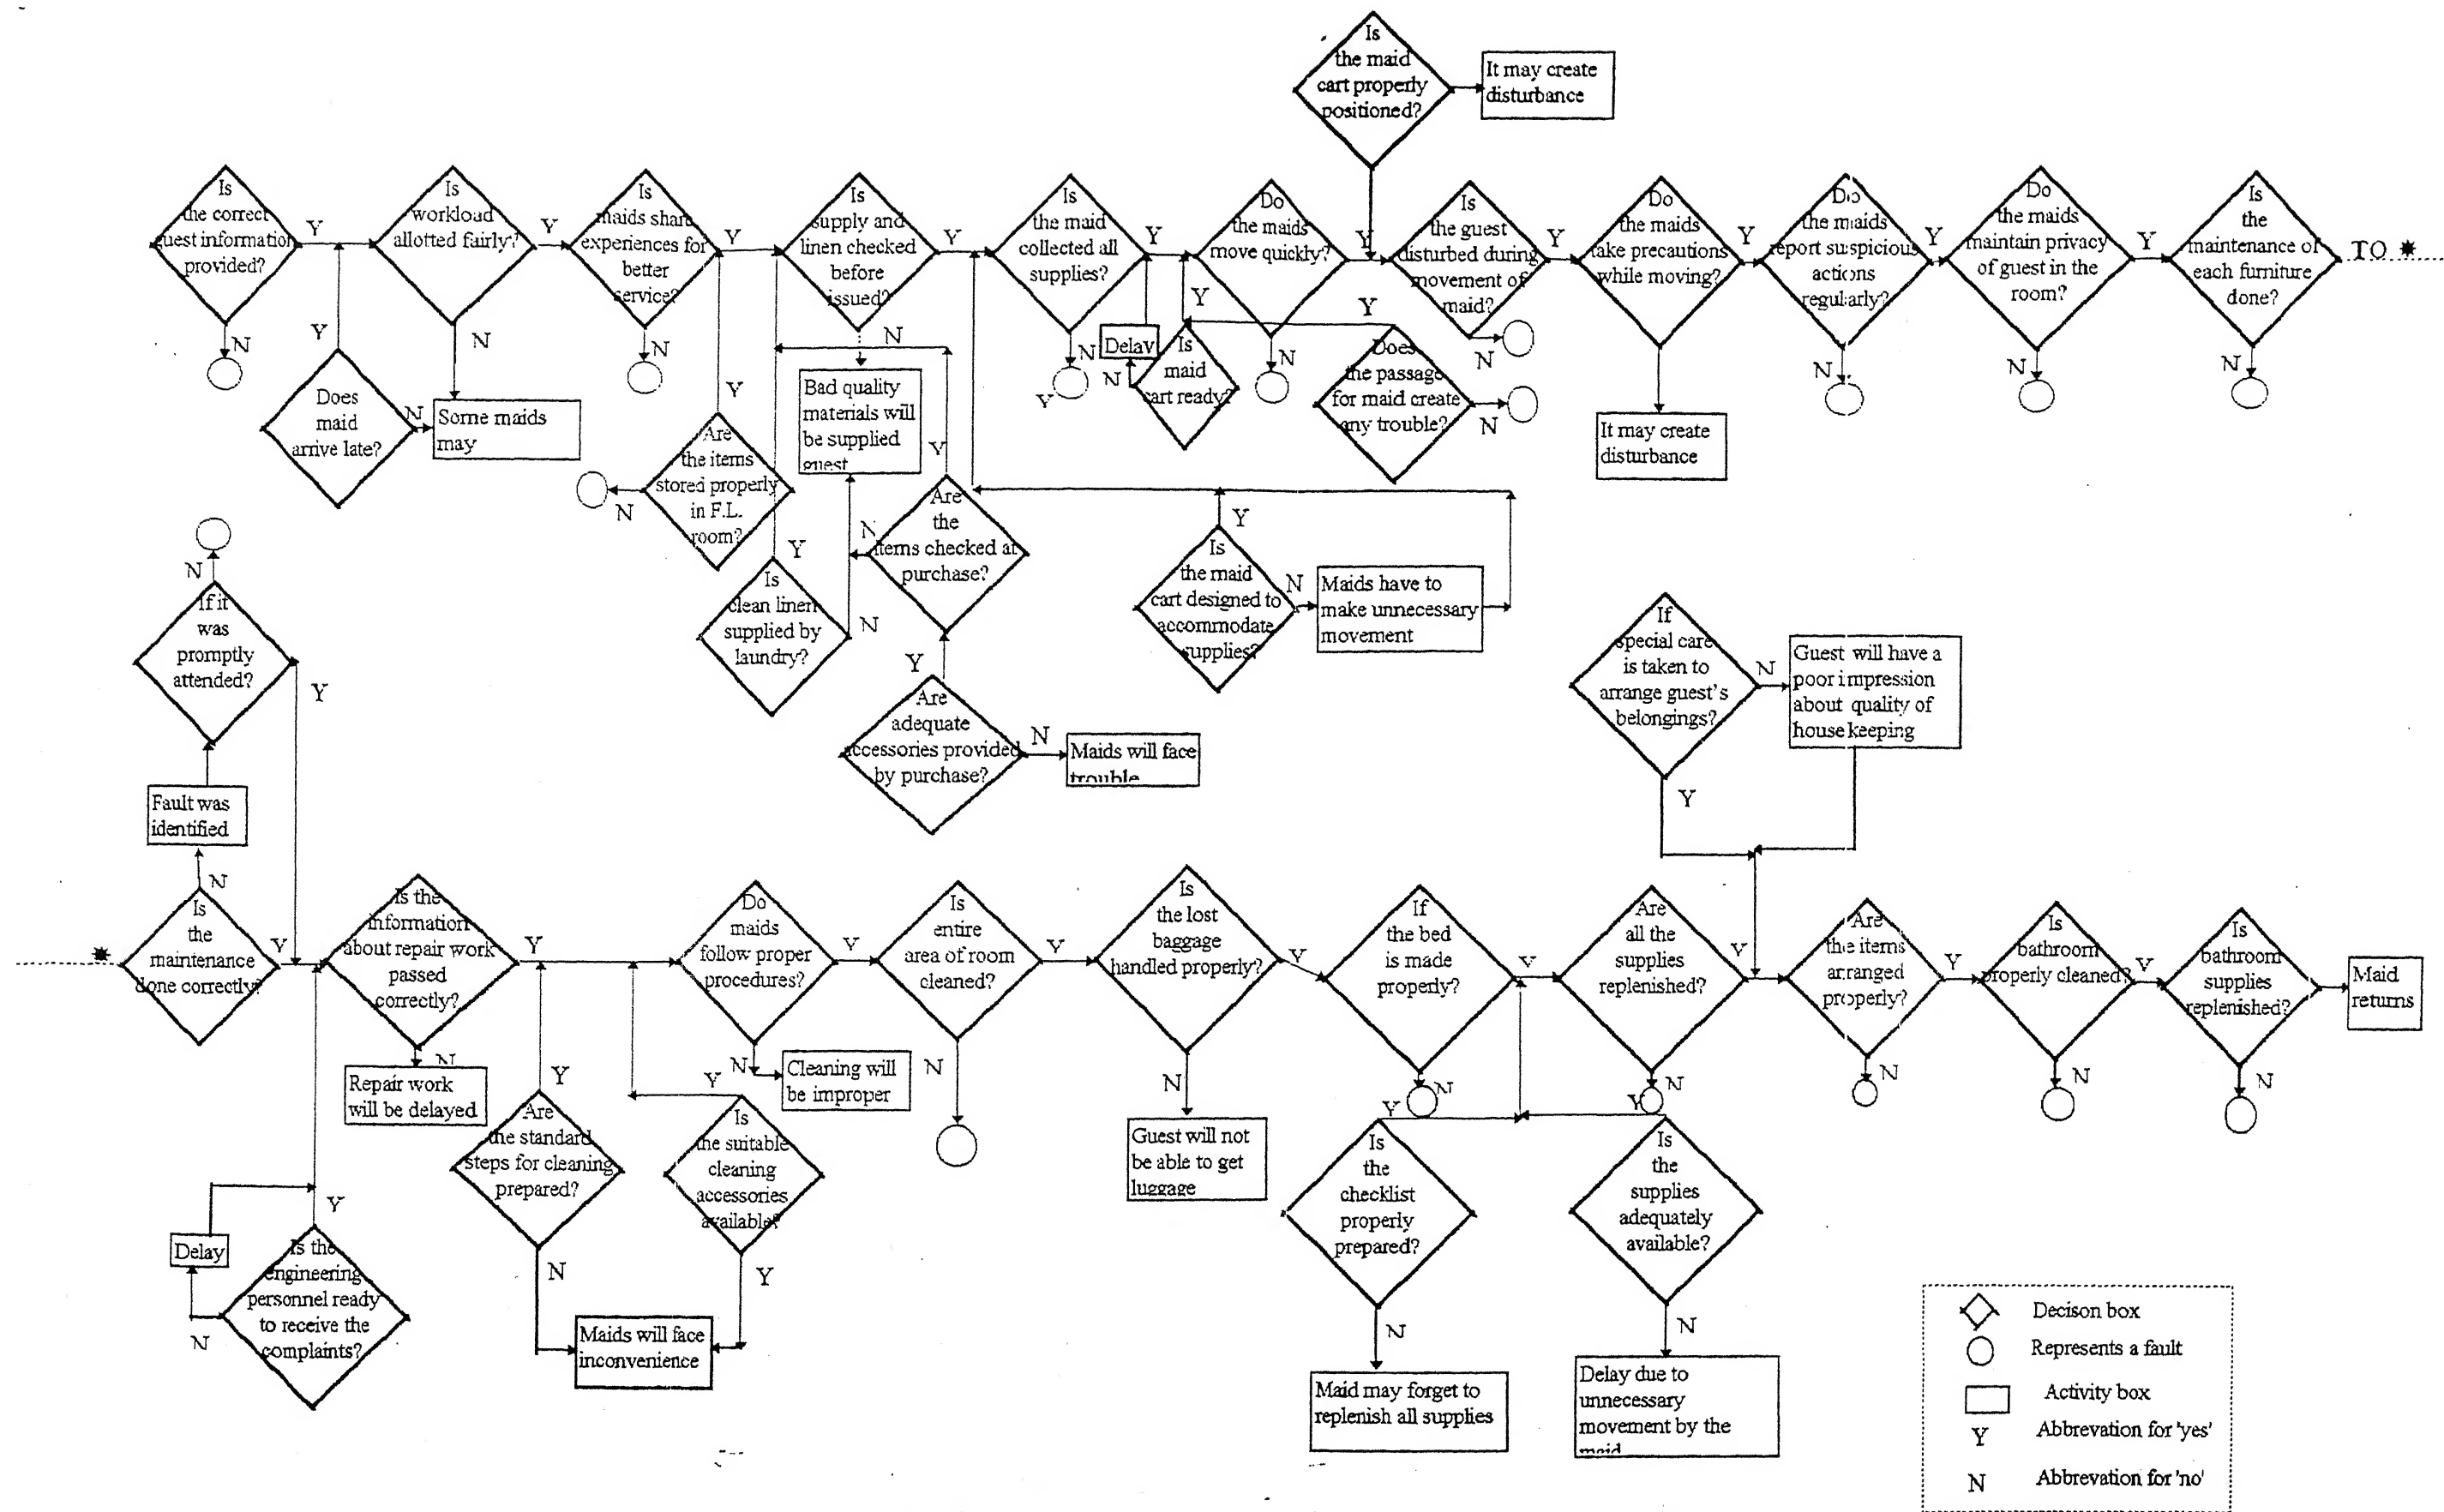 Is
the maid
cart properly
positioned?
It may create
disturbance
Is
the correct
guest information
provided?
Y
N
Does
maid
arrive late?
Y
N
Is
workload
allotted fairly?
Y
N
Some maids
may
Is
maids share
experiences for
better
service?
Y
N
Are
the items
stored properly
in F.L.
room?
Y
N
Is
supply and
linen checked
before
issued?
Y
N
Bad quality
materials will
be supplied
guest
Is
clean linen
supplied by
laundry?
Y
N
Are
the
items checked at
purchase?
Y
N
Are
adequate
accessories provided
by purchase?
Y
N
Maids will face
trouble
Is
the maid
collected all
supplies?
Y
N
Y
Delay
N
Is
maid
cart ready?
Y
Is
the maid
cart designed to
accommodate
supplies?
Y
N
Maids have to
make unnecessary
movement
Do
the maids
move quickly?
Y
N
Does
the passage
for maid create
any trouble?
Y
N
Is
the guest
disturbed during
movement of
maid?
Y
N
Do
the maids
take precautions
while moving?
Y
It may create
disturbance
Do
the maids
report suspicious
actions
regularly?
Y
N
Do
the maids
maintain privacy
of guest in the
room?
Y
N
Is
the
maintenance of
each furniture
done?
N
TO *
N
If it
was
promptly
attended?
Y
Fault was
identified
N
*
Is
the
maintenance
done correctly?
Y
Is the
information
about repair work
passed
correctly?
Y
N
Repair work
will be delayed
Delay
Y
N
Is the
engineering
personnel ready
to receive the
complaints?
Are
the standard
steps for cleaning
prepared?
Y
N
Is
the suitable
cleaning
accessories
available?
Y
Y
Maids will face
inconvenience
Do
maids
follow proper
procedures?
Y
N
Cleaning will
be improper
Is
entire
area of room
cleaned?
Y
N
Is
the lost
baggage
handled properly?
Y
N
Guest will not
be able to get
luggage
If
the bed
is made
properly?
Y
N
Is
the
checklist
properly
prepared?
Y
N
Maid may forget to
replenish all supplies
Are
all the
supplies
replenished?
Y
N
Is
the
supplies
adequately
available?
Y
N
Delay due to
unnecessary
movement by the
maid
If
special care
is taken to
arrange guest's
belongings?
Y
N
Guest will have a
poor impression
about quality of
house keeping
Are
the items
arranged
properly?
Y
N
Is
bathroom
properly cleaned?
Y
N
Is
bathroom
supplies
replenished?
N
Maid
returns
Decison box
Represents a fault
Activity box
Y Abbrevation for 'yes'
N Abbrevation for 'no'